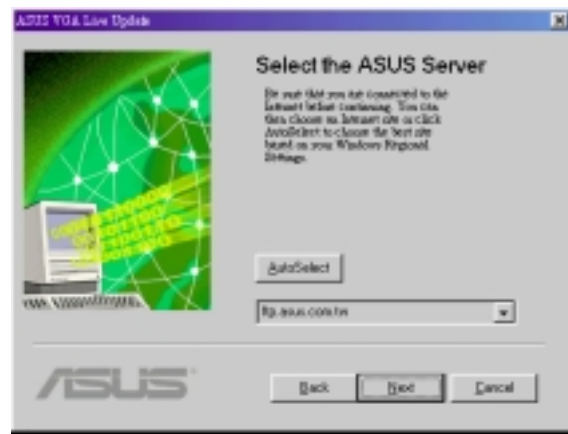 ASUS VGA Live Update
Select the ASUS Server
Be sure that you are connected to the
Internet before continuing. You can
then choose an Internet site or click
AutoSelect to choose the best site
based on your Windows Regional
Settings.
AutoSelect
ftp.asus.com.tw
ASUS
Back
Next
Cancel